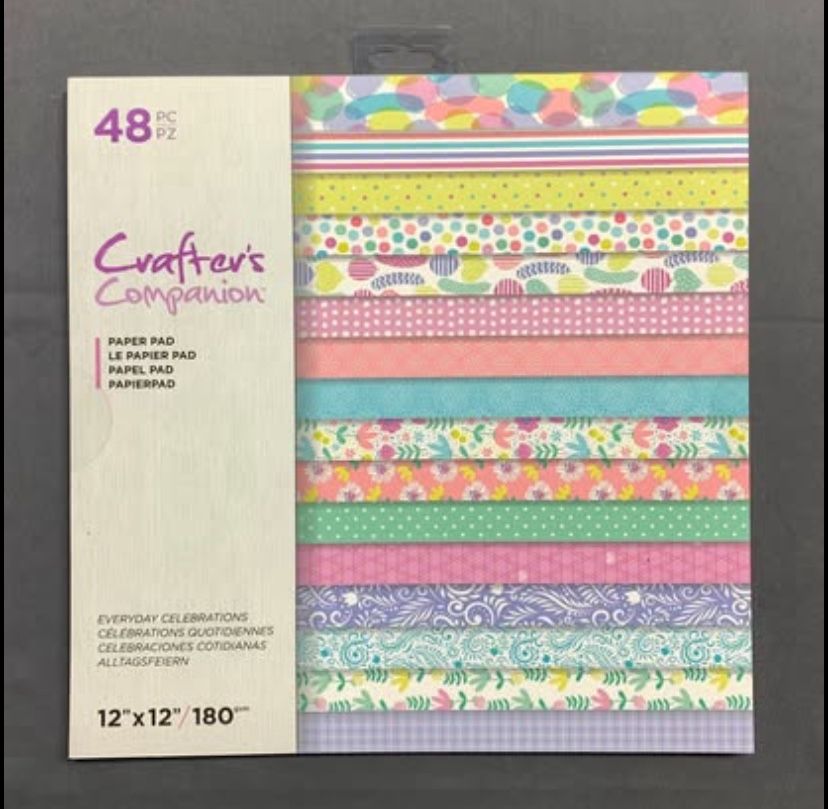 48 PC
PZ
Crafter's
Companion
PAPER PAD
LE PAPIER PAD
PAPEL PAD
PAPIERPAD
EVERYDAY CELEBRATIONS
CÉLÉBRATIONS QUOTIDIENNES
CELEBRACIONES COTIDIANAS
ALLTAGSFEIERN
12"x12"/180gsm